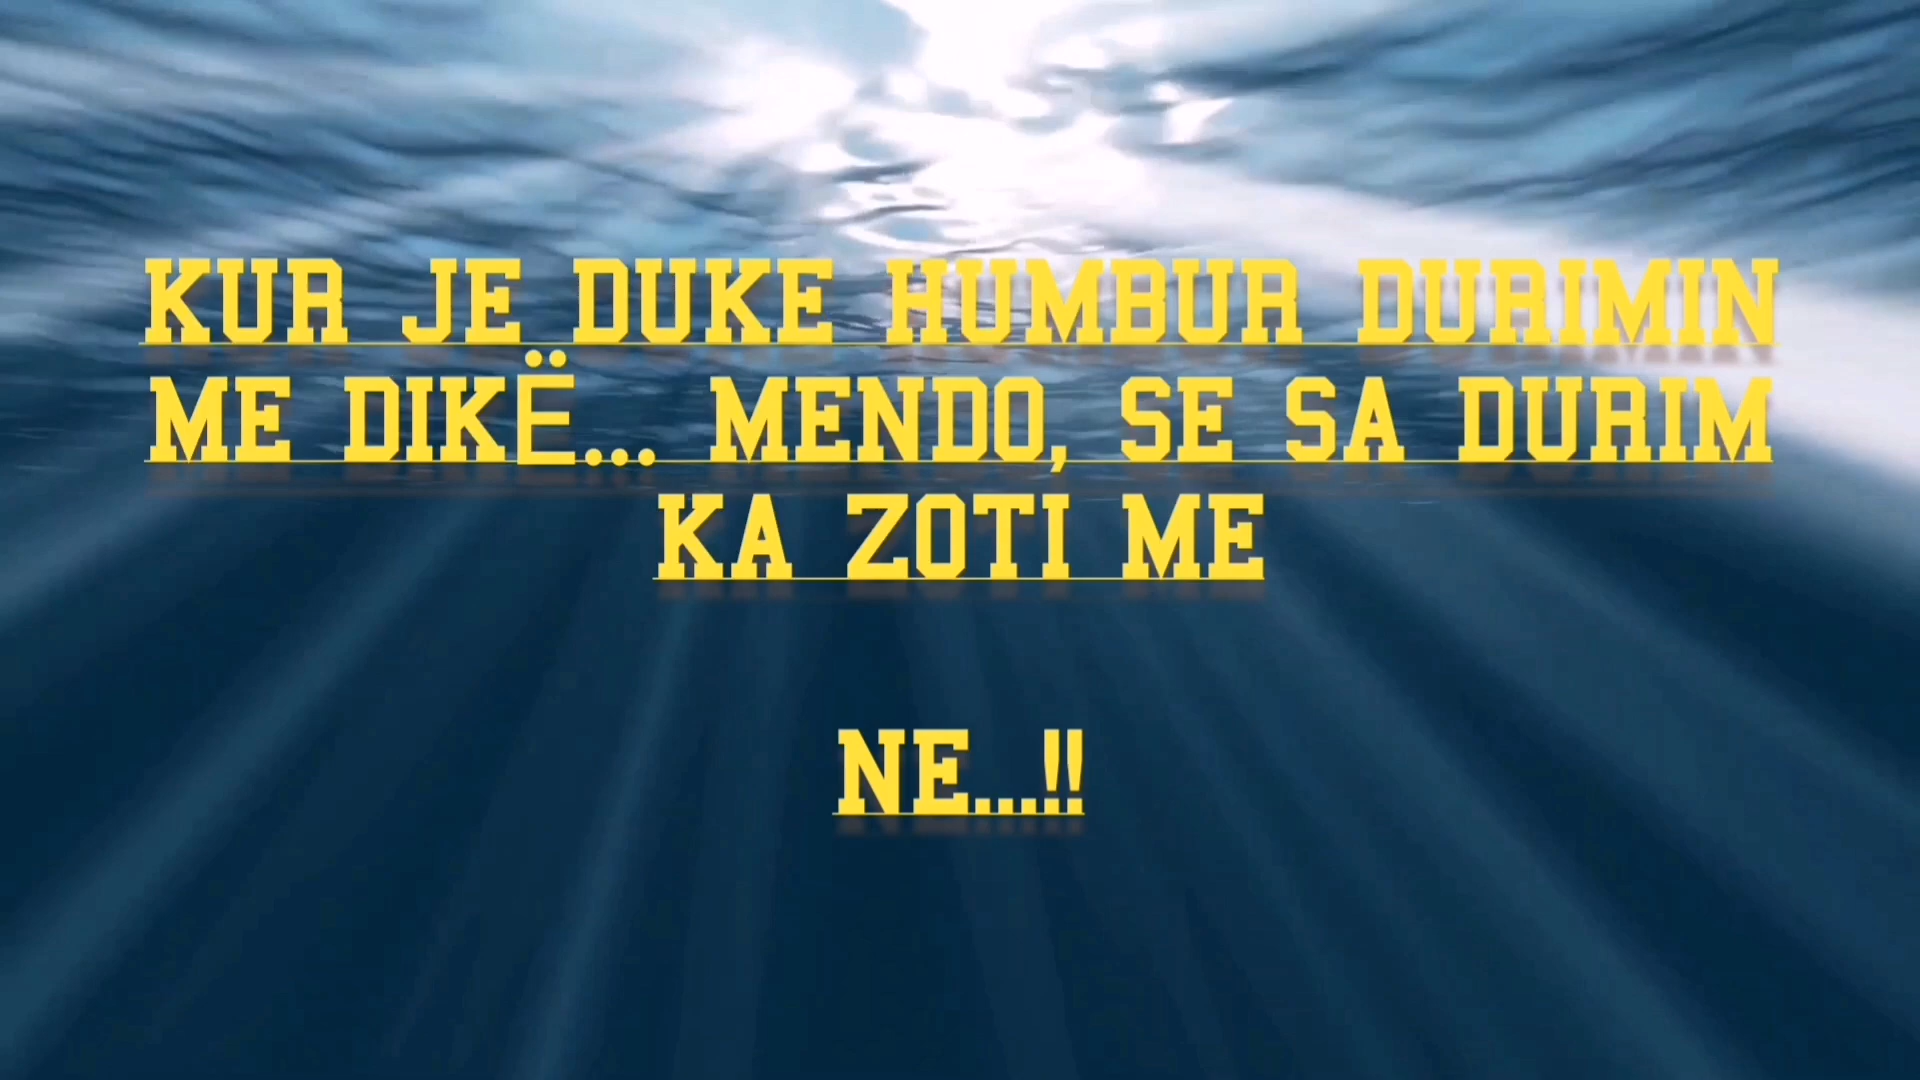 KUR JE DUKE HUMBUR DURIMIN
ME DIKË... MENDO, SE SA DURIM
KA ZOTI ME
NE...!!